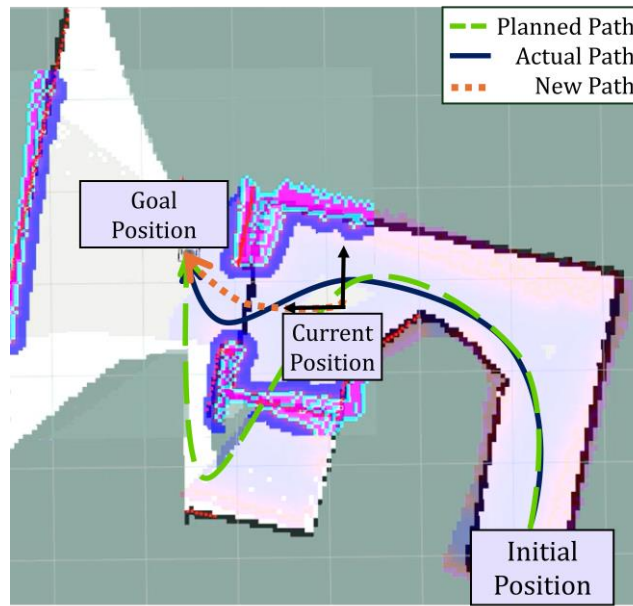 Planned Path
Actual Path
New Path
Goal
Position
Current
Position
Initial
Position